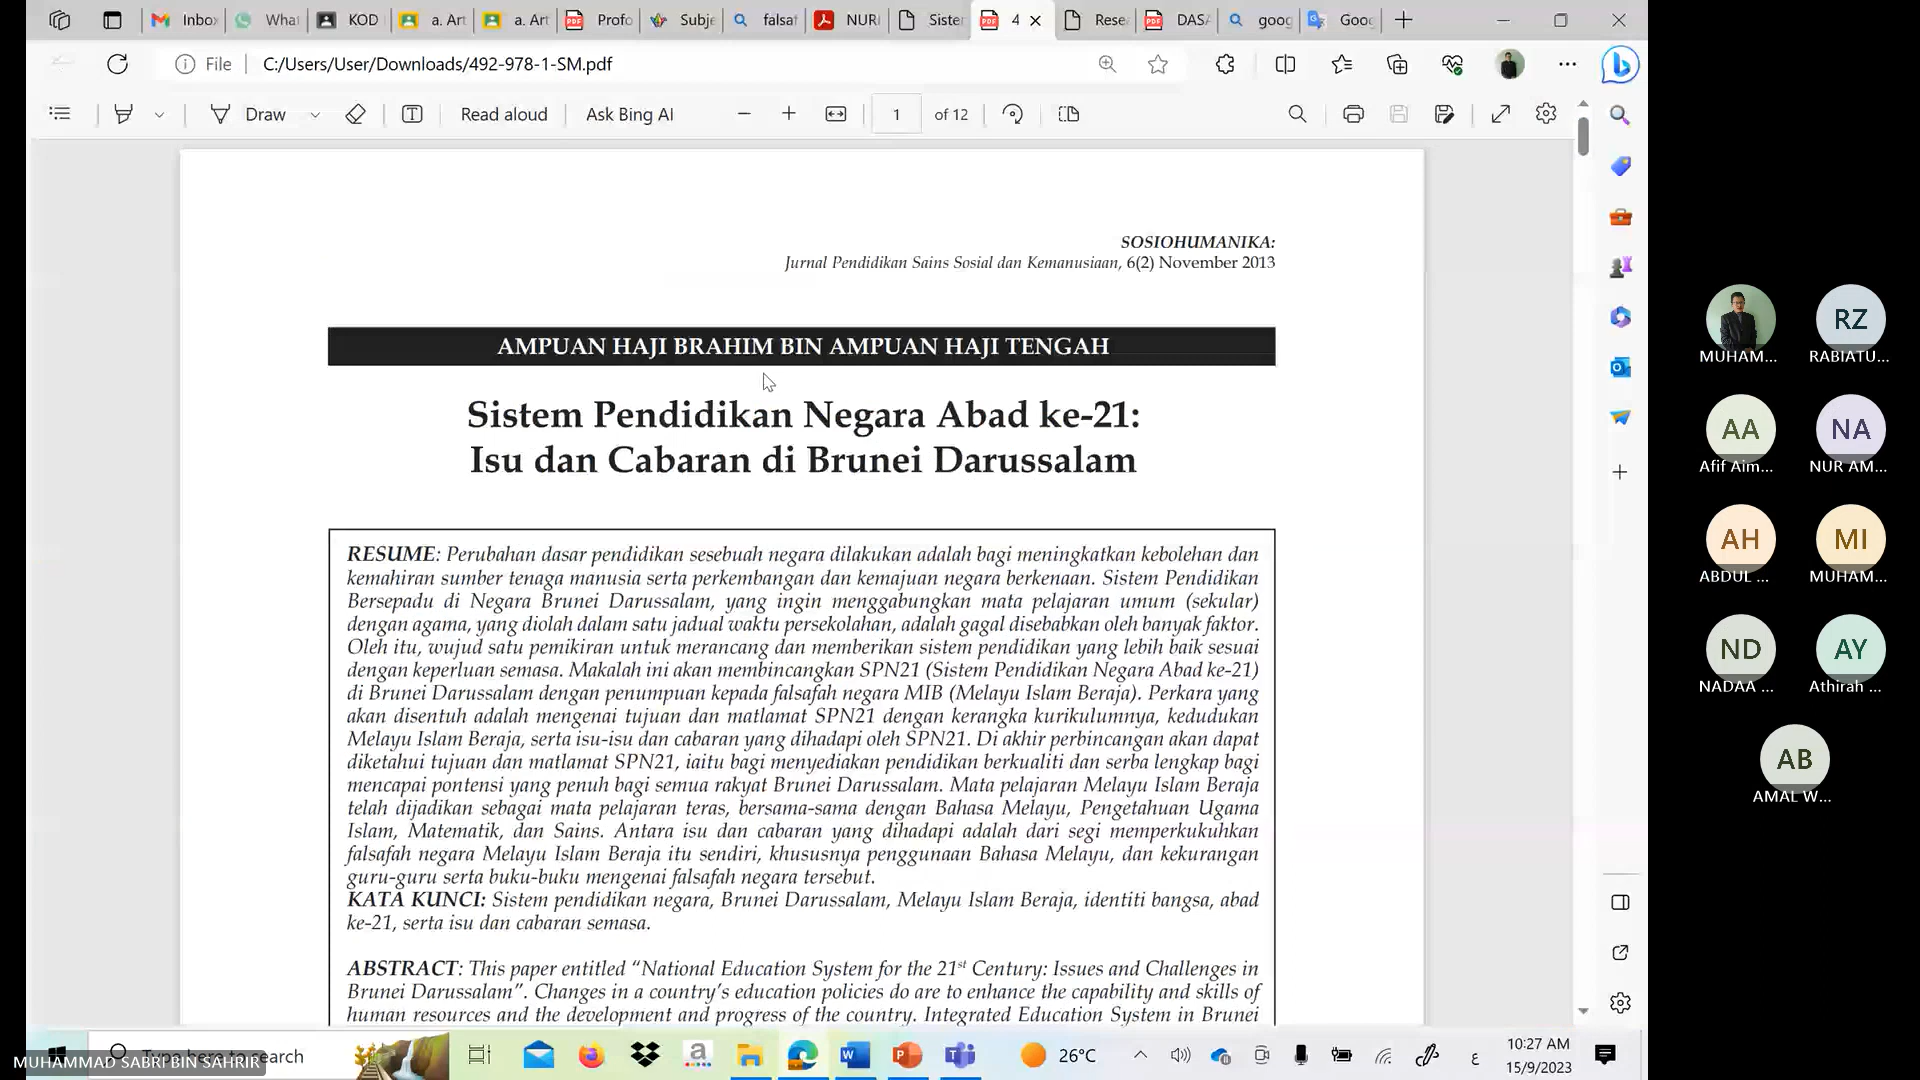 Inbo
What
KOD
a. Art
a. Art
Profo
Subje
falsaf
NURI
Sister
4
Rese
DASA
goog
Goog
File
C:/Users/User/Downloads/492-978-1-SM.pdf
Draw
Read aloud
Ask Bing AI
1 of 12
SOSIOHUMANIKA:
Jurnal Pendidikan Sains Sosial dan Kemanusiaan, 6(2) November 2013
AMPUAN HAJI BRAHIM BIN AMPUAN HAJI TENGAH
Sistem Pendidikan Negara Abad ke-21:
Isu dan Cabaran di Brunei Darussalam
RESUME: Perubahan dasar pendidikan sesebuah negara dilakukan adalah bagi meningkatkan kebolehan dan
kemahiran sumber tenaga manusia serta perkembangan dan kemajuan negara berkenaan. Sistem Pendidikan
Bersepadu di Negara Brunei Darussalam, yang ingin menggabungkan mata pelajaran umum (sekular)
dengan agama, yang diolah dalam satu jadual waktu persekolahan, adalah gagal disebabkan oleh banyak faktor.
Oleh itu, wujud satu pemikiran untuk merancang dan memberikan sistem pendidikan yang lebih baik sesuai
dengan keperluan semasa. Makalah ini akan membincangkan SPN21 (Sistem Pendidikan Negara Abad ke-21)
di Brunei Darussalam dengan penumpuan kepada falsafah negara MIB (Melayu Islam Beraja). Perkara yang
akan disentuh adalah mengenai tujuan dan matlamat SPN21 dengan kerangka kurikulumnya, kedudukan
Melayu Islam Beraja, serta isu-isu dan cabaran yang dihadapi oleh SPN21. Di akhir perbincangan akan dapat
diketahui tujuan dan matlamat SPN21, iaitu bagi menyediakan pendidikan berkualiti dan serba lengkap bagi
mencapai pontensi yang penuh bagi semua rakyat Brunei Darussalam. Mata pelajaran Melayu Islam Beraja
telah dijadikan sebagai mata pelajaran teras, bersama-sama dengan Bahasa Melayu, Pengetahuan Ugama
Islam, Matematik, dan Sains. Antara isu dan cabaran yang dihadapi adalah dari segi memperkukuhkan
falsafah negara Melayu Islam Beraja itu sendiri, khususnya penggunaan Bahasa Melayu, dan kekurangan
guru-guru serta buku-buku mengenai falsafah negara tersebut.
KATA KUNCI: Sistem pendidikan negara, Brunei Darussalam, Melayu Islam Beraja, identiti bangsa, abad
ke-21, serta isu dan cabaran semasa.
ABSTRACT: This paper entitled “National Education System for the 21st Century: Issues and Challenges in
Brunei Darussalam”. Changes in a country’s education policies do are to enhance the capability and skills of
human resources and the development and progress of the country. Integrated Education System in Brunei
MUHAM...
RZ
RABIATU...
AA
Afif Aim...
NA
NUR AM...
AH
ABDUL ...
MI
MUHAM...
ND
NADAA ...
AY
Athirah ...
AB
AMAL W...
Type here to search
MUHAMMAD SABRI BIN SAHRIR
26°C
ع
10:27 AM
15/9/2023